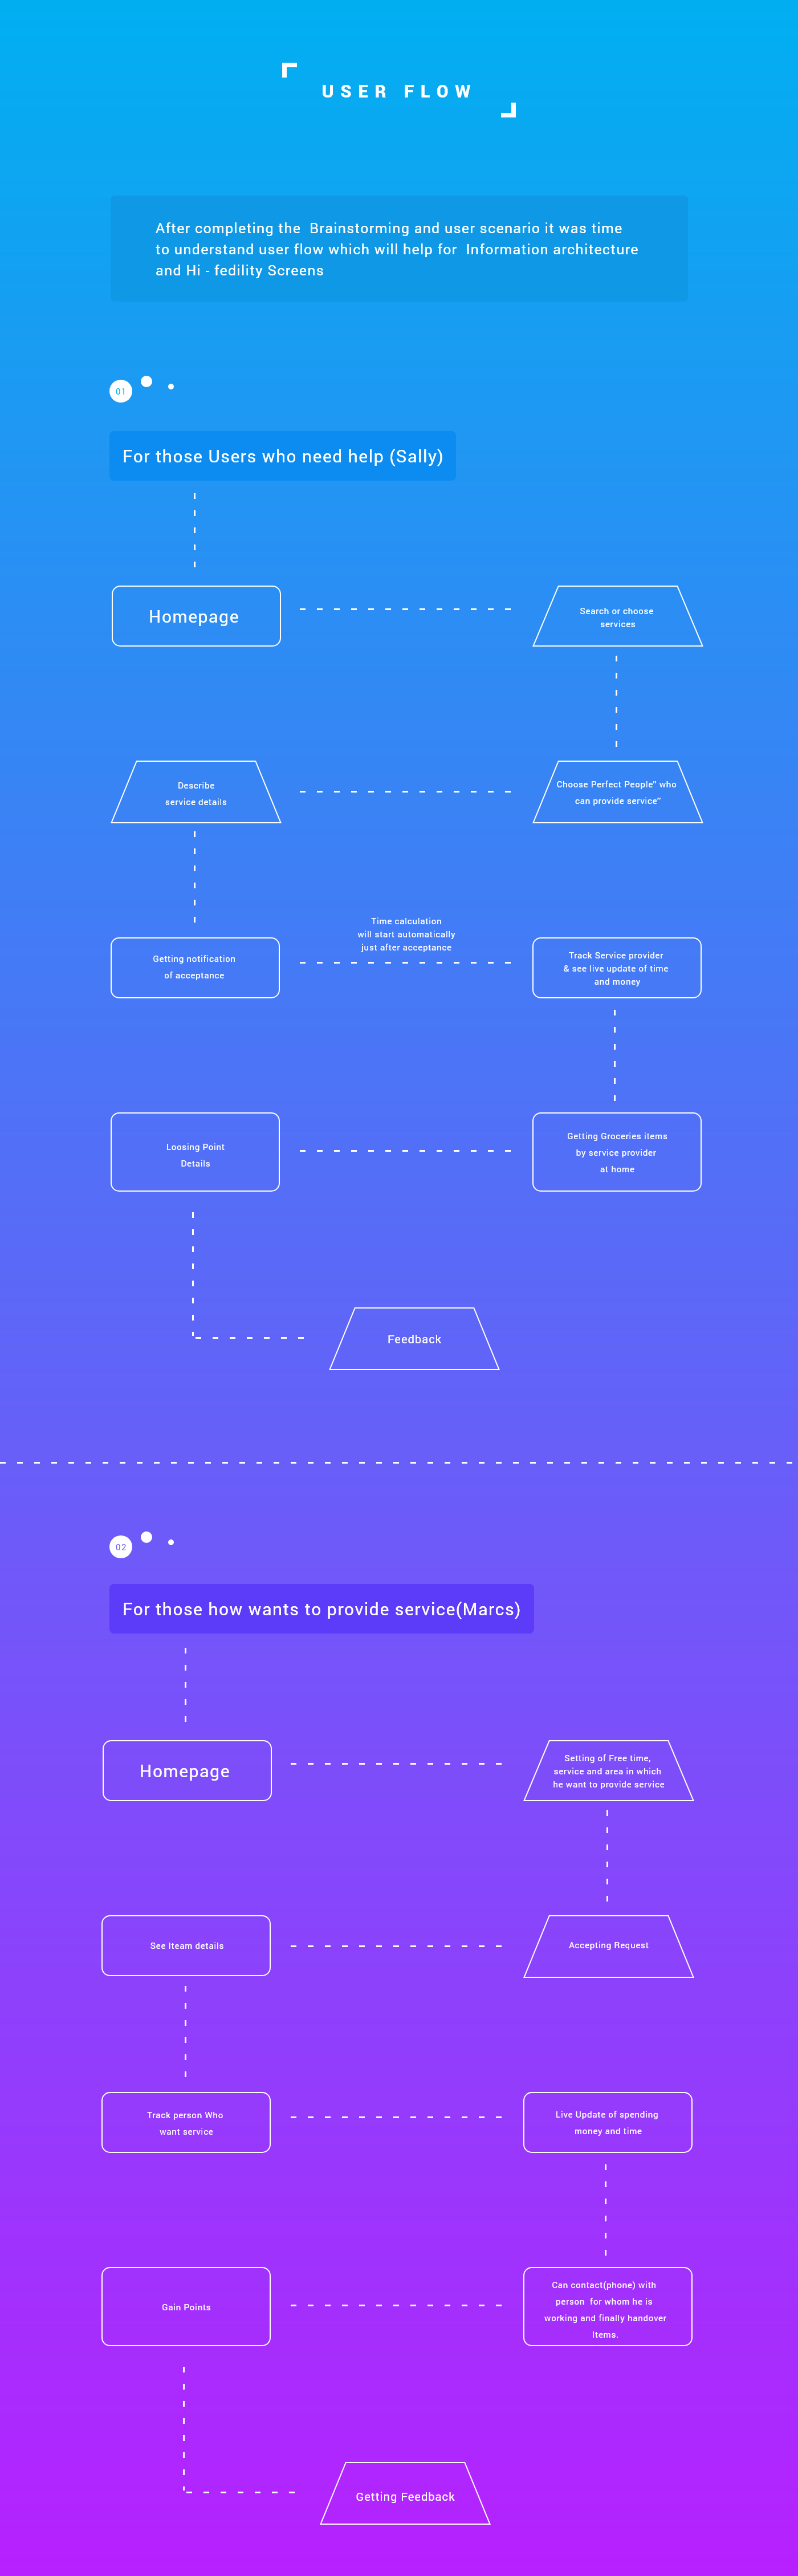 USER FLOW
After completing the  Brainstorming and user scenario it was time
to understand user flow which will help for  Information architecture
and Hi - fedility Screens
01
For those Users who need help (Sally)
Homepage
Search or choose
services
Describe
service details
Choose Perfect People" who
can provide service"
Time calculation
will start automatically
just after acceptance
Getting notification
of acceptance
Track Service provider
& see live update of time
and money
Loosing Point
Details
Getting Groceries items
by service provider
at home
Feedback
02
For those how wants to provide service(Marcs)
Homepage
Setting of Free time,
service and area in which
he want to provide service
See Iteam details
Accepting Request
Track person Who
want service
Live Update of spending
money and time
Gain Points
Can contact(phone) with
person  for whom he is
working and finally handover
Items.
Getting Feedback